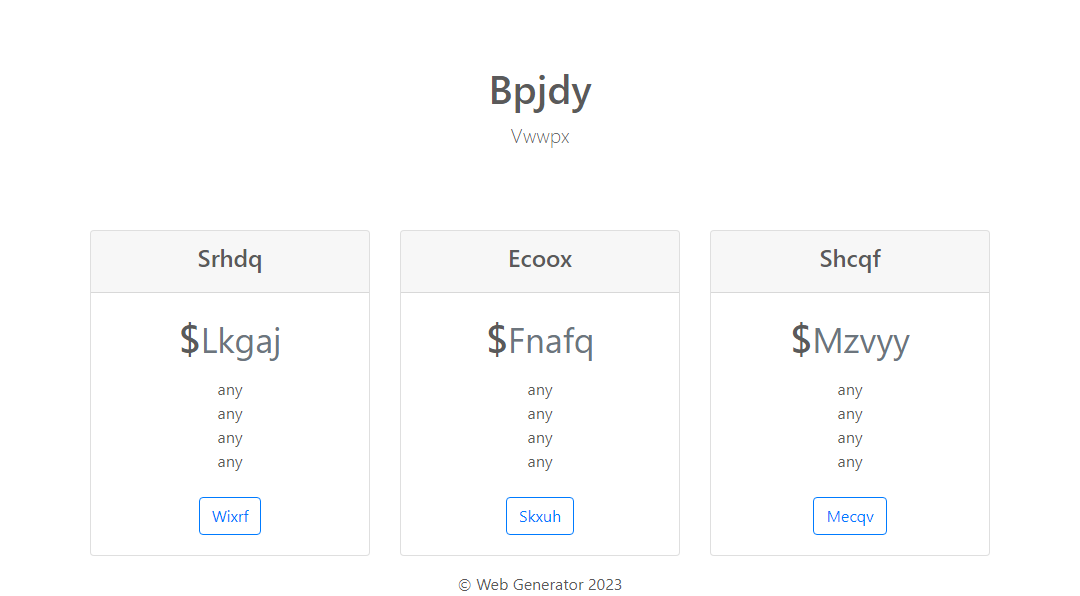 Bpjdy
Vwwpx
Srhdq
$Lkgaj
any
any
any
any
Wixrf
Ecoox
$Fnafq
any
any
any
any
Skxuh
Shcqf
$Mzvyy
any
any
any
any
Mecqv
© Web Generator 2023